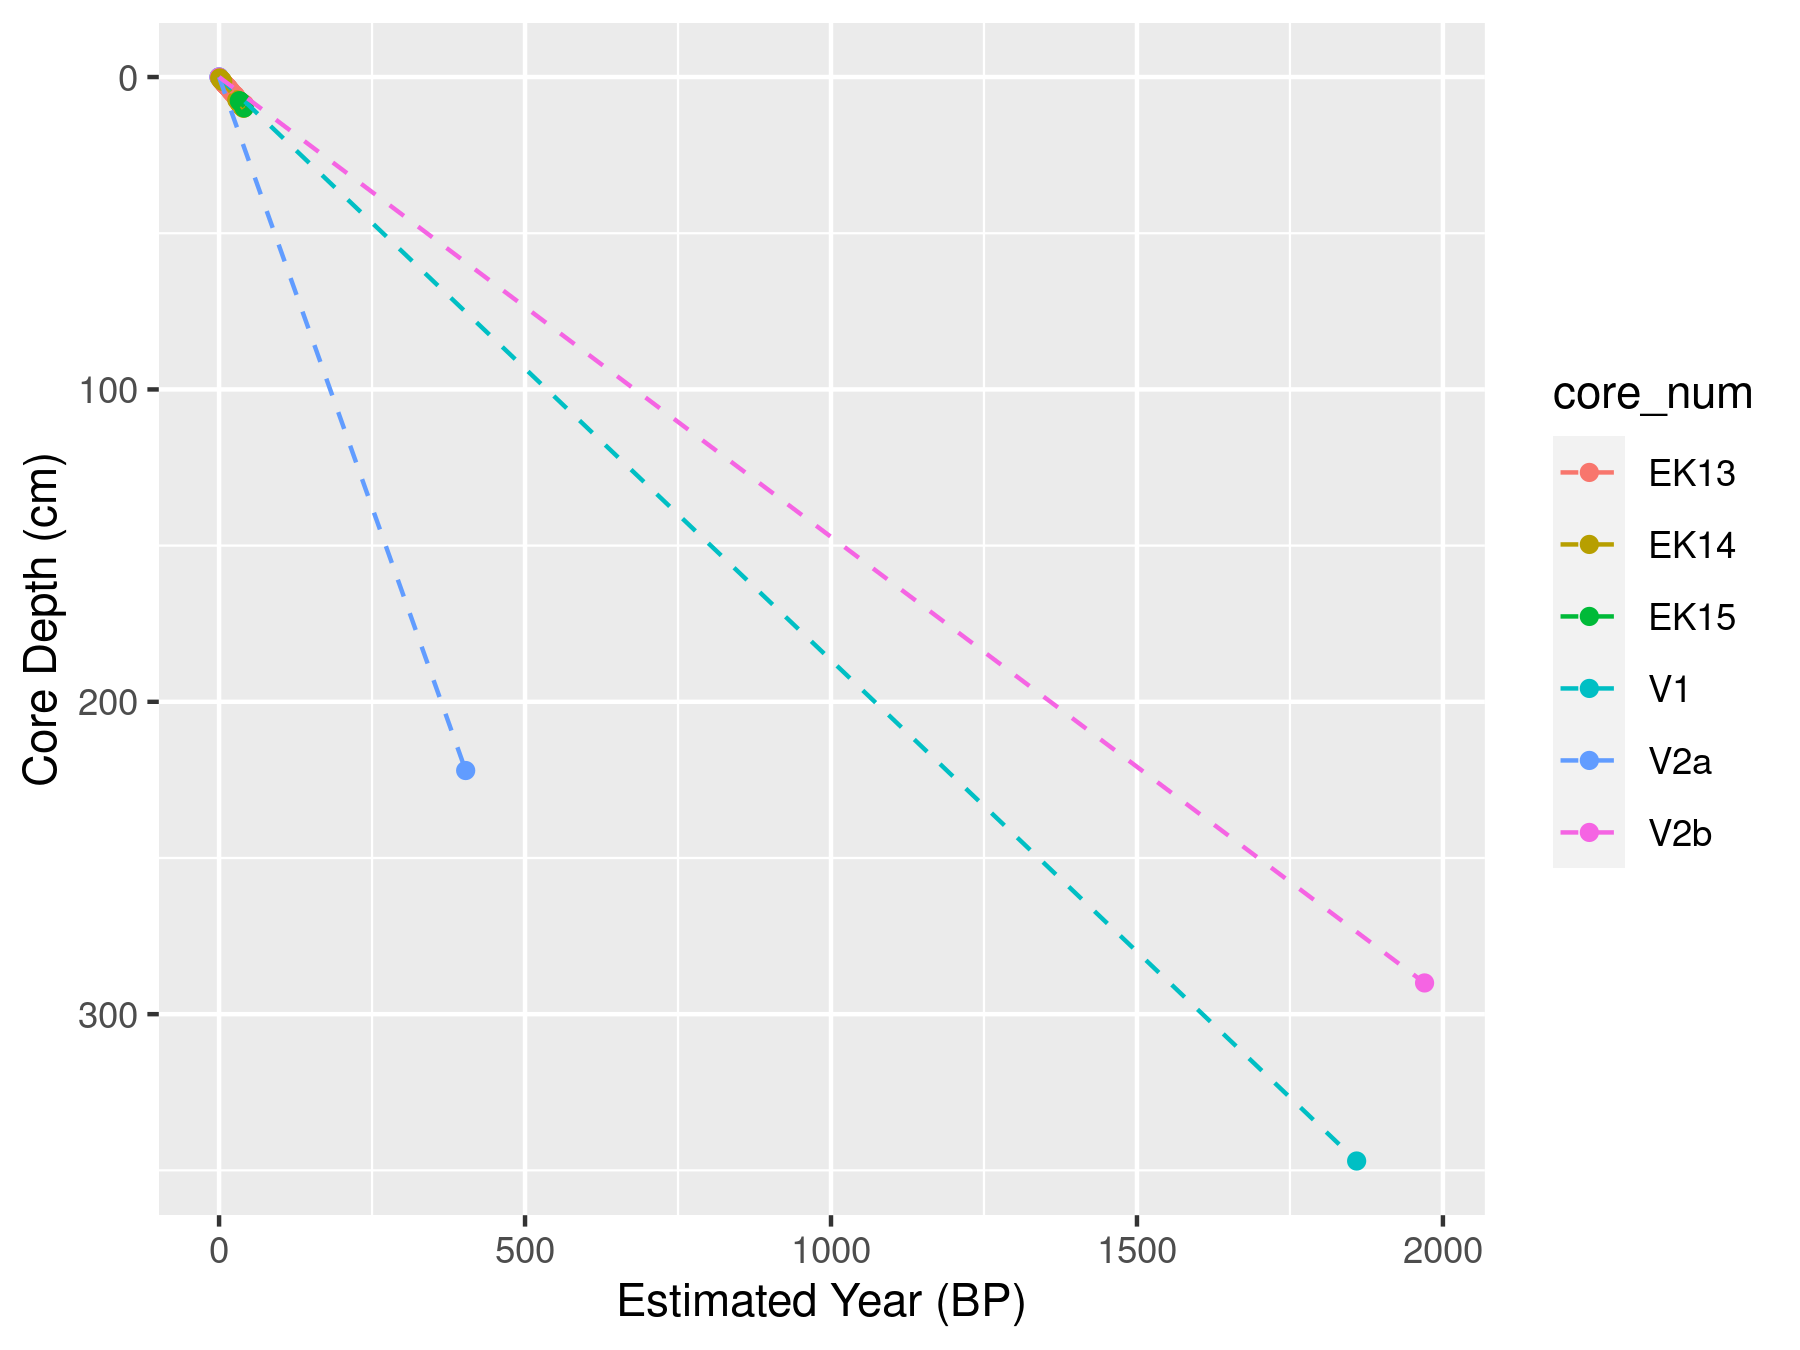 0
100
200
300
Core Depth (cm)
0 500 1000 1500 2000
Estimated Year (BP)
core_num
EK13
EK14
EK15
V1
V2a
V2b